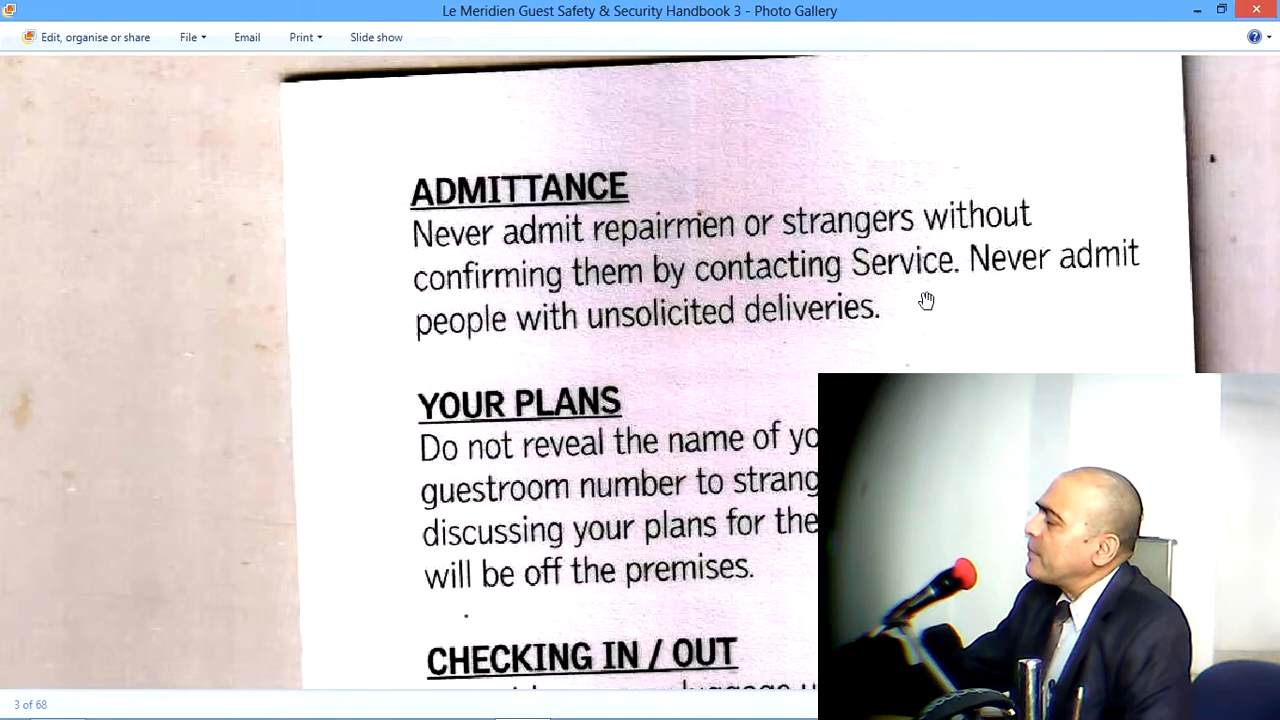 Le Meridien Guest Safety & Security Handbook 3 - Photo Gallery
Edit, organise or share File Email Print Slide show
ADMITTANCE
Never admit repairmen or strangers without
confirming them by contacting Service. Never admit
people with unsolicited deliveries.
YOUR PLANS
Do not reveal the name of
guestroom number to
discussing your plans for the
will be off the premises.
CHECKING IN / OUT
3 of 68